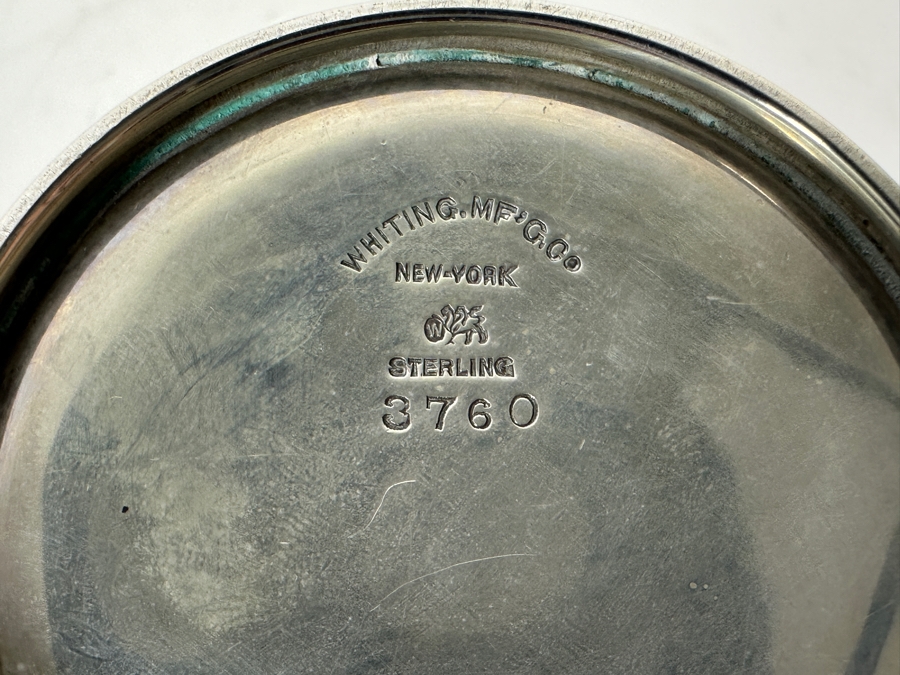 WHITING.MF'G.Co
NEW-YORK
W
STERLING
3760